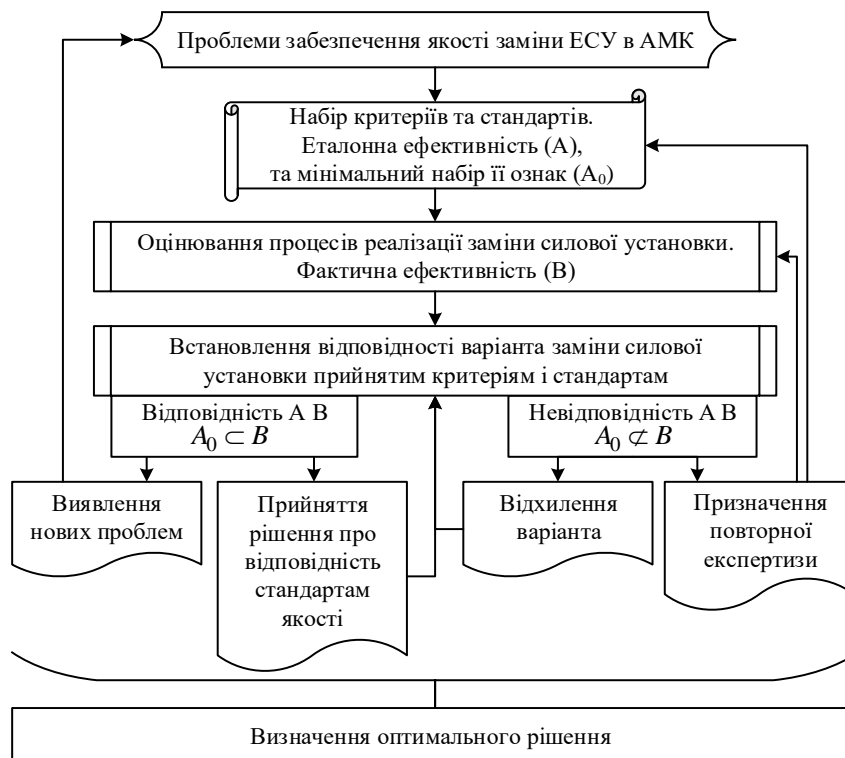 Проблеми забезпечення якості заміни ЕСУ в АМК
Набір критеріїв та стандартів.
Еталонна ефективність (А),
та мінімальний набір її ознак (А₀)
Оцінювання процесів реалізації заміни силової установки.
Фактична ефективність (В)
Встановлення відповідності варіанта заміни силової
установки прийнятим критеріям і стандартам
Відповідність А В
A₀ ⊂ B
Невідповідність А В
A₀ ⊄ B
Виявлення
нових проблем
Прийняття
рішення про
відповідність
стандартам
якості
Відхилення
варіанта
Призначення
повторної
експертизи
Визначення оптимального рішення